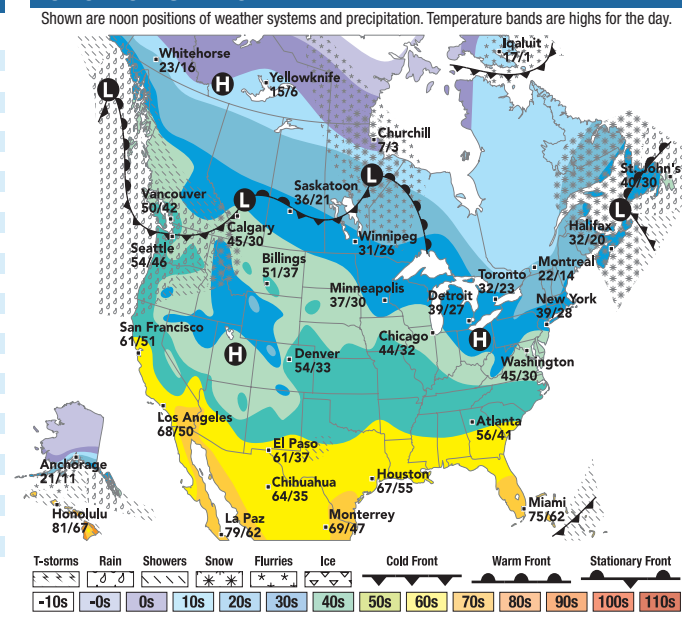 Shown are noon positions of weather systems and precipitation. Temperature bands are highs for the day.
Whitehorse
23/16
H
Yellowknife
15/6
Iqaluit
17/1
L
Churchill
7/3
St. John's
40/30
L
Vancouver
50/42
L
Saskatoon
36/21
L
Halifax
32/20
Calgary
45/30
Winnipeg
31/26
Seattle
54/46
Billings
51/37
Montreal
22/14
Toronto
32/23
Minneapolis
37/30
Detroit
39/27
New York
39/28
San Francisco
61/51
Chicago
44/32
H
H
Denver
54/33
Washington
45/30
Los Angeles
68/50
Atlanta
56/41
El Paso
61/37
Anchorage
21/11
Houston
67/55
Chihuahua
64/35
Honolulu
81/67
La Paz
79/62
Monterrey
69/47
Miami
75/62
T-storms Rain Showers Snow Flurries Ice Cold Front Warm Front Stationary Front
-10s -0s 0s 10s 20s 30s 40s 50s 60s 70s 80s 90s 100s 110s